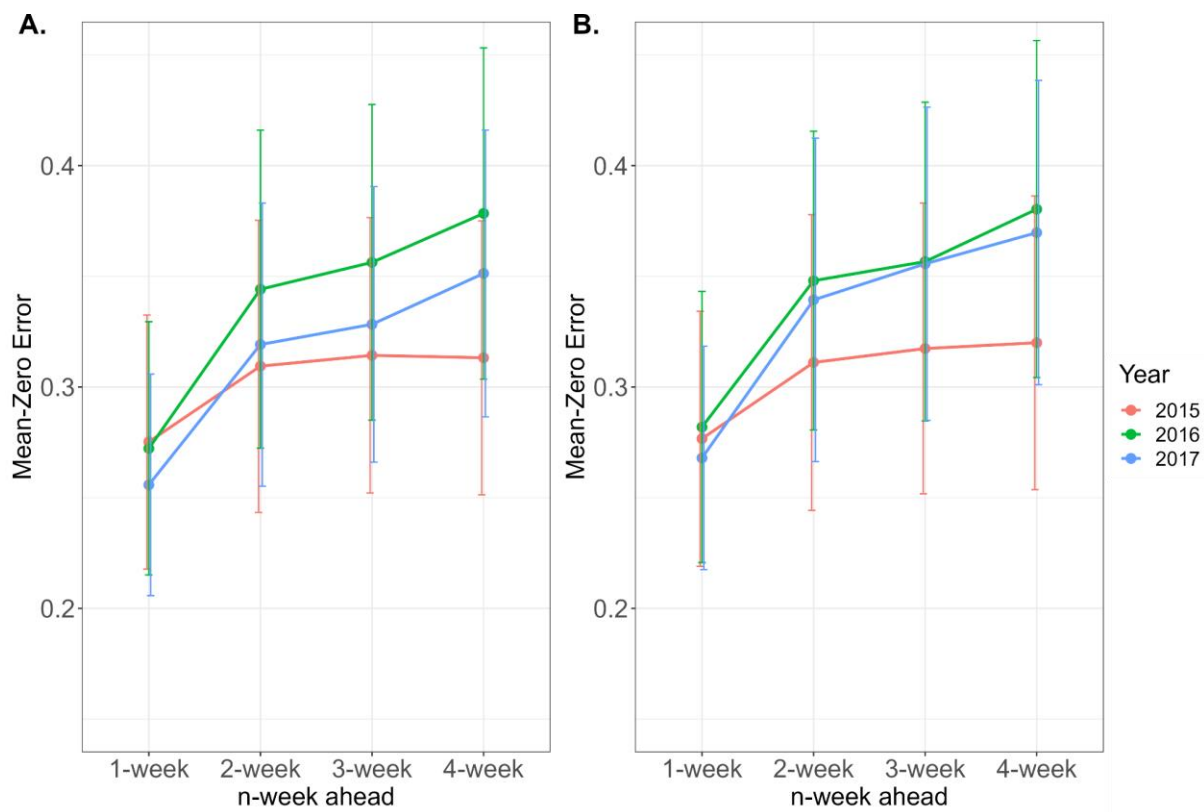 A.
Mean-Zero Error
0.4
0.3
0.2
1-week 2-week 3-week 4-week
n-week ahead
B.
Mean-Zero Error
0.4
0.3
0.2
1-week 2-week 3-week 4-week
n-week ahead
Year
2015
2016
2017